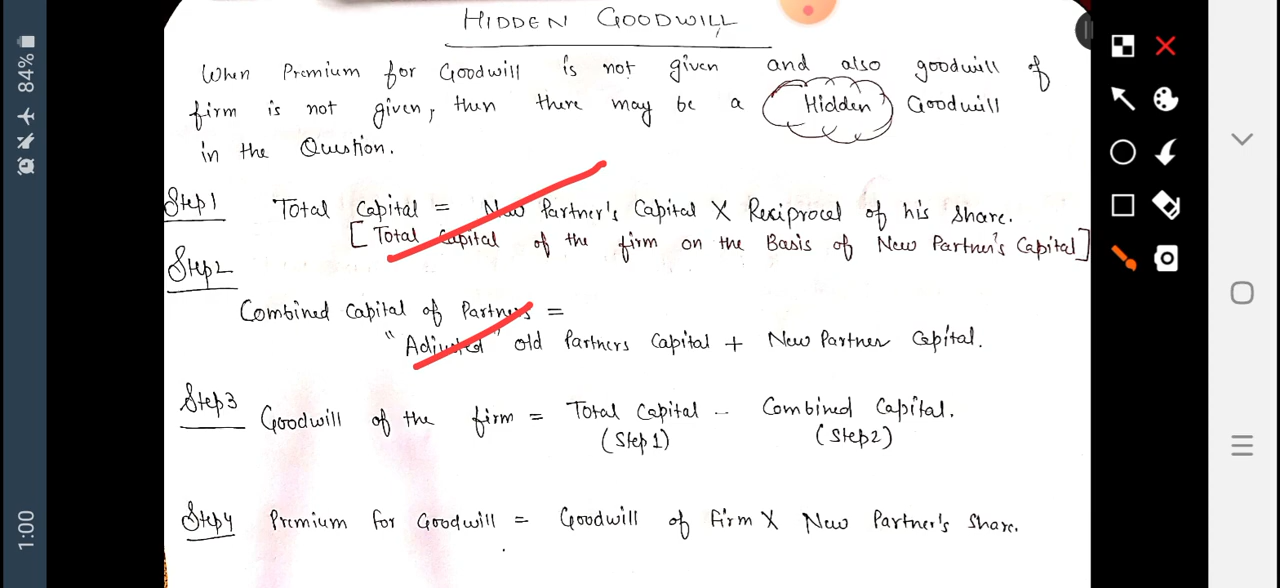 HIDDEN GOODWILL
When Premium for Goodwill is not given and also goodwill of
firm is not given, then there may be a Hidden Goodwill
in the Question.
Step1 Total Capital = New Partner's Capital X Reciprocal of his Share.
[Total Capital of the firm on the Basis of New Partner's Capital]
Step2
Combined Capital of Partners =
"Adjusted" old Partners Capital + New Partner Capital.
Step3 Goodwill of the firm = Total Capital - Combined Capital.
(Step1) (Step2)
Step4 Premium for Goodwill = Goodwill of Firm X New Partner's Share.
84%
1:00